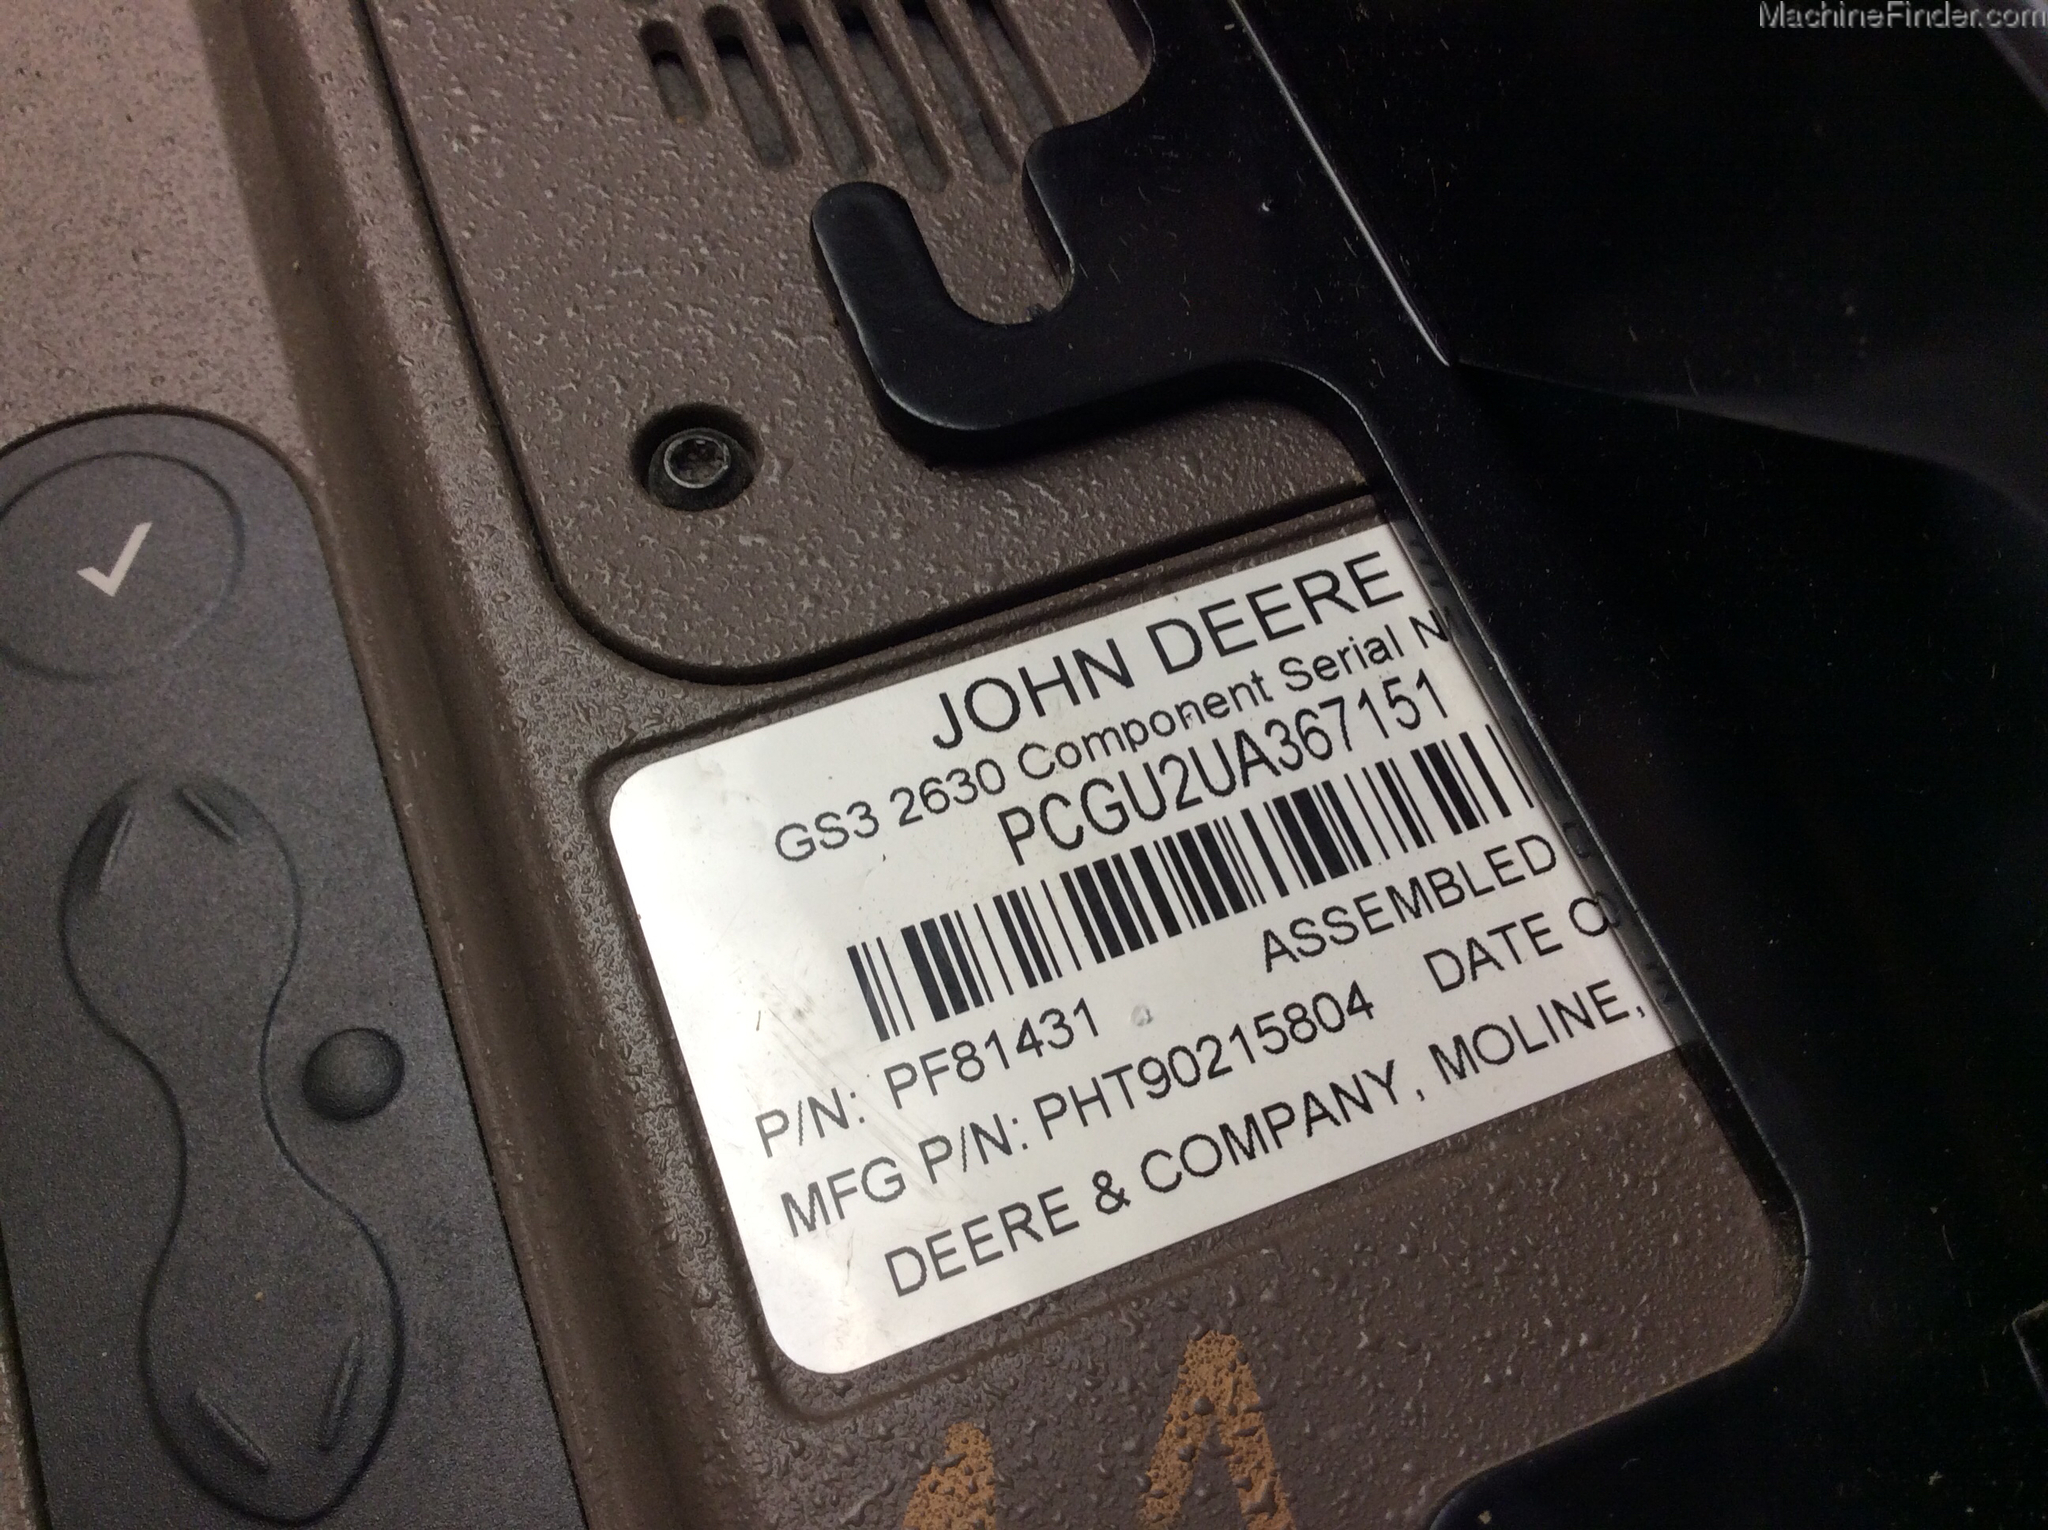 MachineFinder.com
JOHN DEERE
GS3 2630 Component Serial
PCGU2UA367151
ASSEMBLED
P/N: PF81431
DATE
MFG P/N: PHT90215804
DEERE & COMPANY, MOLINE,